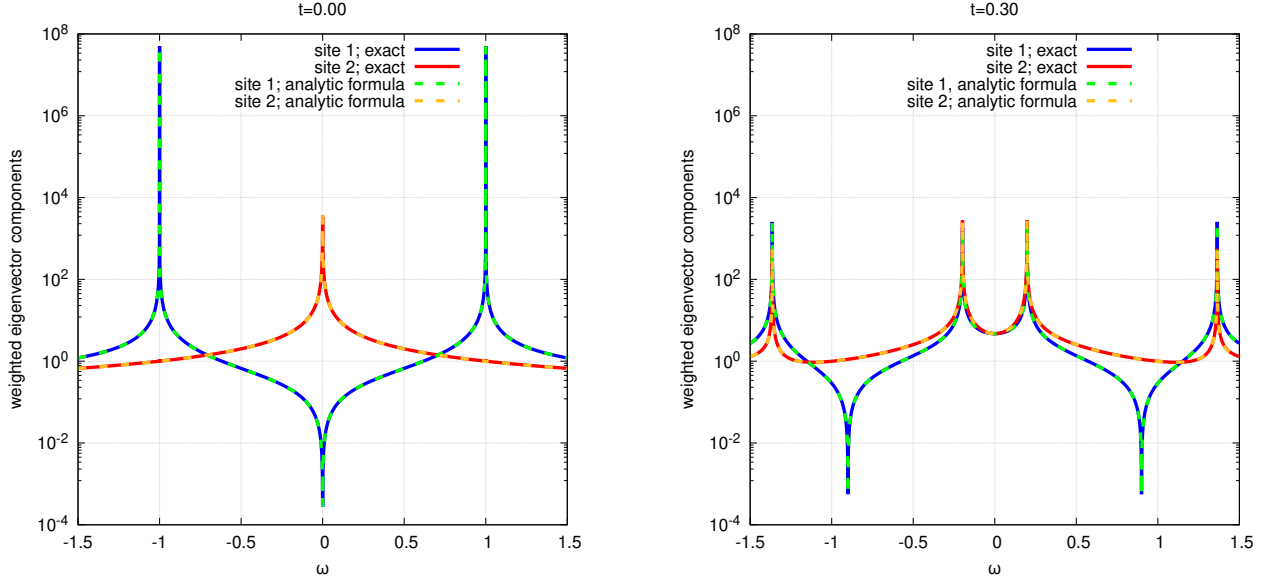 t=0.00
site 1; exact
site 2; exact
site 1; analytic formula
site 2; analytic formula
weighted eigenvector components
10^8
10^6
10^4
10^2
10^0
10^-2
10^-4
-1.5 -1 -0.5 0 0.5 1 1.5
ω
t=0.30
site 1; exact
site 2; exact
site 1, analytic formula
site 2; analytic formula
weighted eigenvector components
10^8
10^6
10^4
10^2
10^0
10^-2
10^-4
-1.5 -1 -0.5 0 0.5 1 1.5
ω